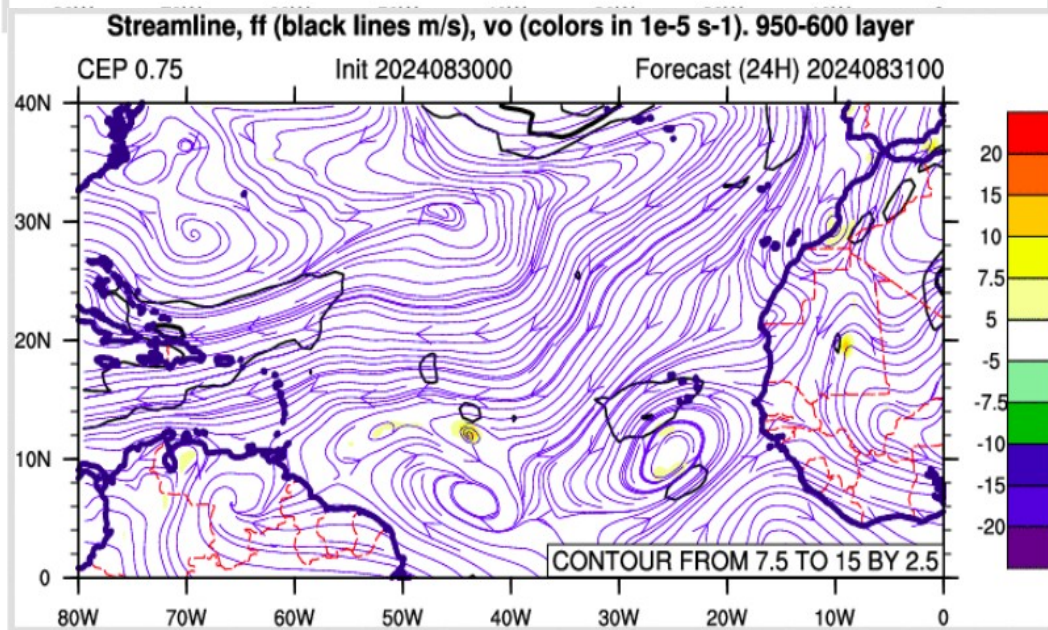 Streamline, ff (black lines m/s), vo (colors in 1e-5 s-1). 950-600 layer
CEP 0.75 Init 2024083000 Forecast (24H) 2024083100
40N
30N
20N
10N
0
20
15
10
7.5
5
-5
-7.5
-10
-15
-20
CONTOUR FROM 7.5 TO 15 BY 2.5
80W 70W 60W 50W 40W 30W 20W 10W 0